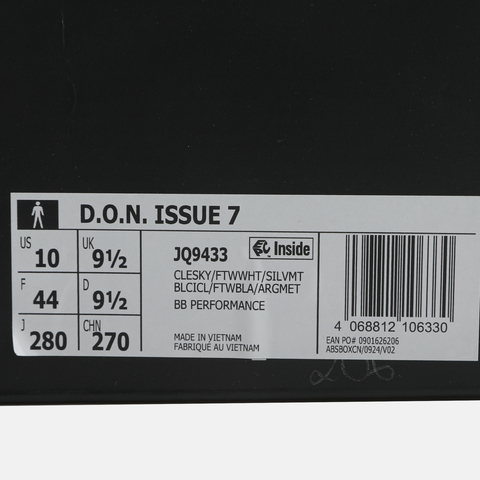 D.O.N. ISSUE 7
US 10
UK 9½
F 44
D 9½
J 280
CHN 270
JQ9433
Inside
CLESKY/FTWWHT/SILVMT
BLCICL/FTWBLA/ARGMET
BB PERFORMANCE
MADE IN VIETNAM
FABRIQUÉ AU VIETNAM
4 068812 106330
EAN PO# 0901626206
ABSBOXCN/0924/V02